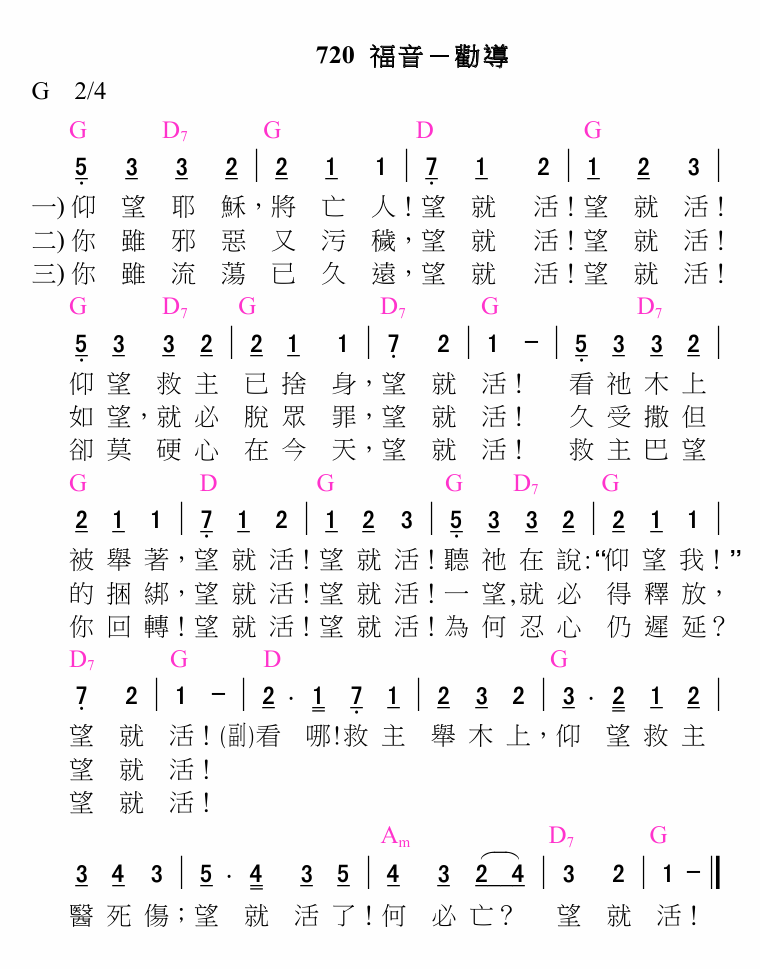 720 福音－勸導
G 2/4
G D7 G D G
5 3 3 2 | 2 1 1 | 7 1 2 | 1 2 3 |
一)仰望耶穌，將亡人！望就活！望就活！
二)你雖邪惡又污穢，望就活！望就活！
三)你雖流蕩已久遠，望就活！望就活！
G D7 G D7 G D7
5 3 3 2 | 2 1 1 | 7 2 | 1 - | 5 3 3 2 |
仰望救主已捨身，望就活！看祂木上
如望，就必脫眾罪，望就活！久受撒但
卻莫硬心在今天，望就活！救主巴望
G D G G D7 G
2 1 1 | 7 1 2 | 1 2 3 | 5 3 3 2 | 2 1 1 |
被舉著，望就活！望就活！聽祂在說：“仰望我！”
的捆綁，望就活！望就活！一望,就必得釋放，
你回轉！望就活！望就活！為何忍心仍遲延？
D7 G D G
7 2 | 1 - | 2 · 1 7 1 | 2 3 2 | 3 · 2 1 2 |
望就活！(副)看哪！救主舉木上，仰望救主
望就活！
望就活！
Am D7 G
3 4 3 | 5 · 4 3 5 | 4 3 2 4 | 3 2 | 1 - ‖
醫死傷；望就活了！何必亡？望就活！